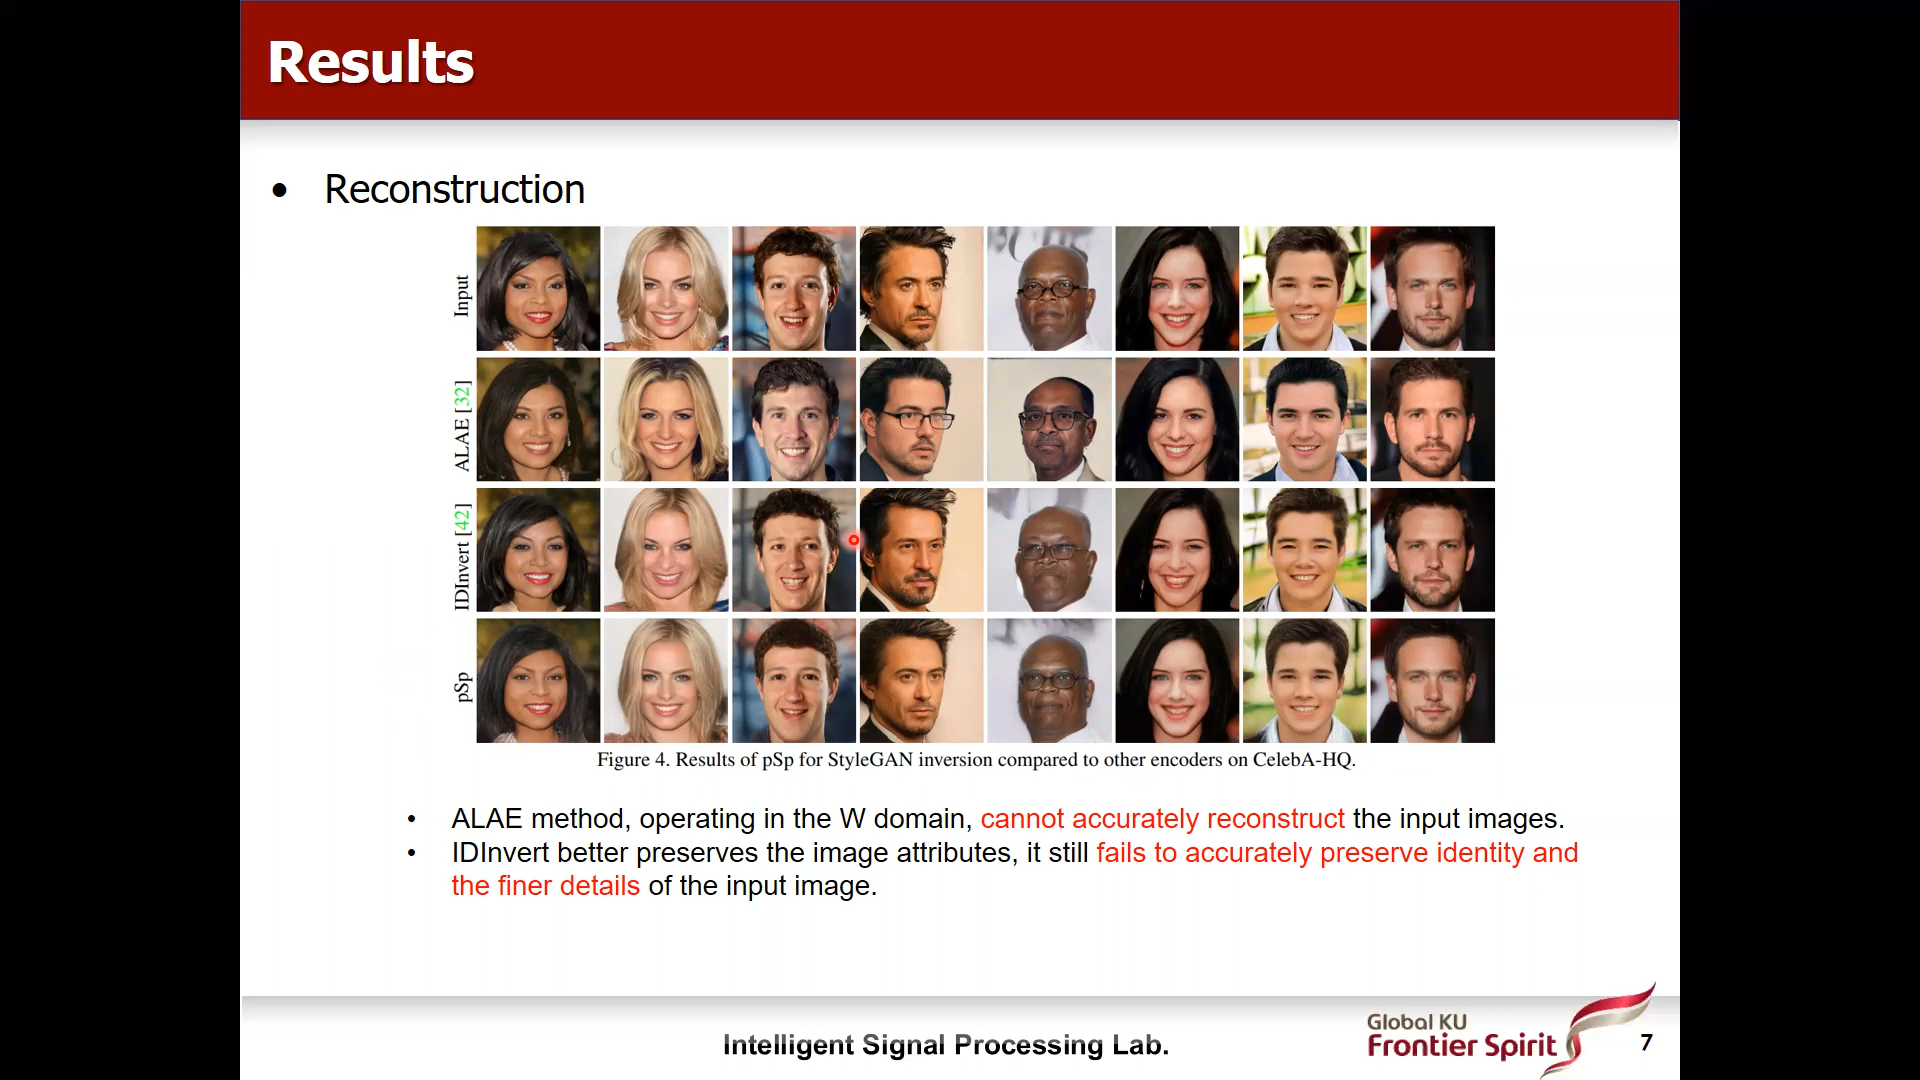 Results
• Reconstruction
Input
ALAE [32]
IDInvert [42]
pSp
Figure 4. Results of pSp for StyleGAN inversion compared to other encoders on CelebA-HQ.
• ALAE method, operating in the W domain, cannot accurately reconstruct the input images.
• IDInvert better preserves the image attributes, it still fails to accurately preserve identity and
the finer details of the input image.
Intelligent Signal Processing Lab.
Global KU
Frontier Spirit
7